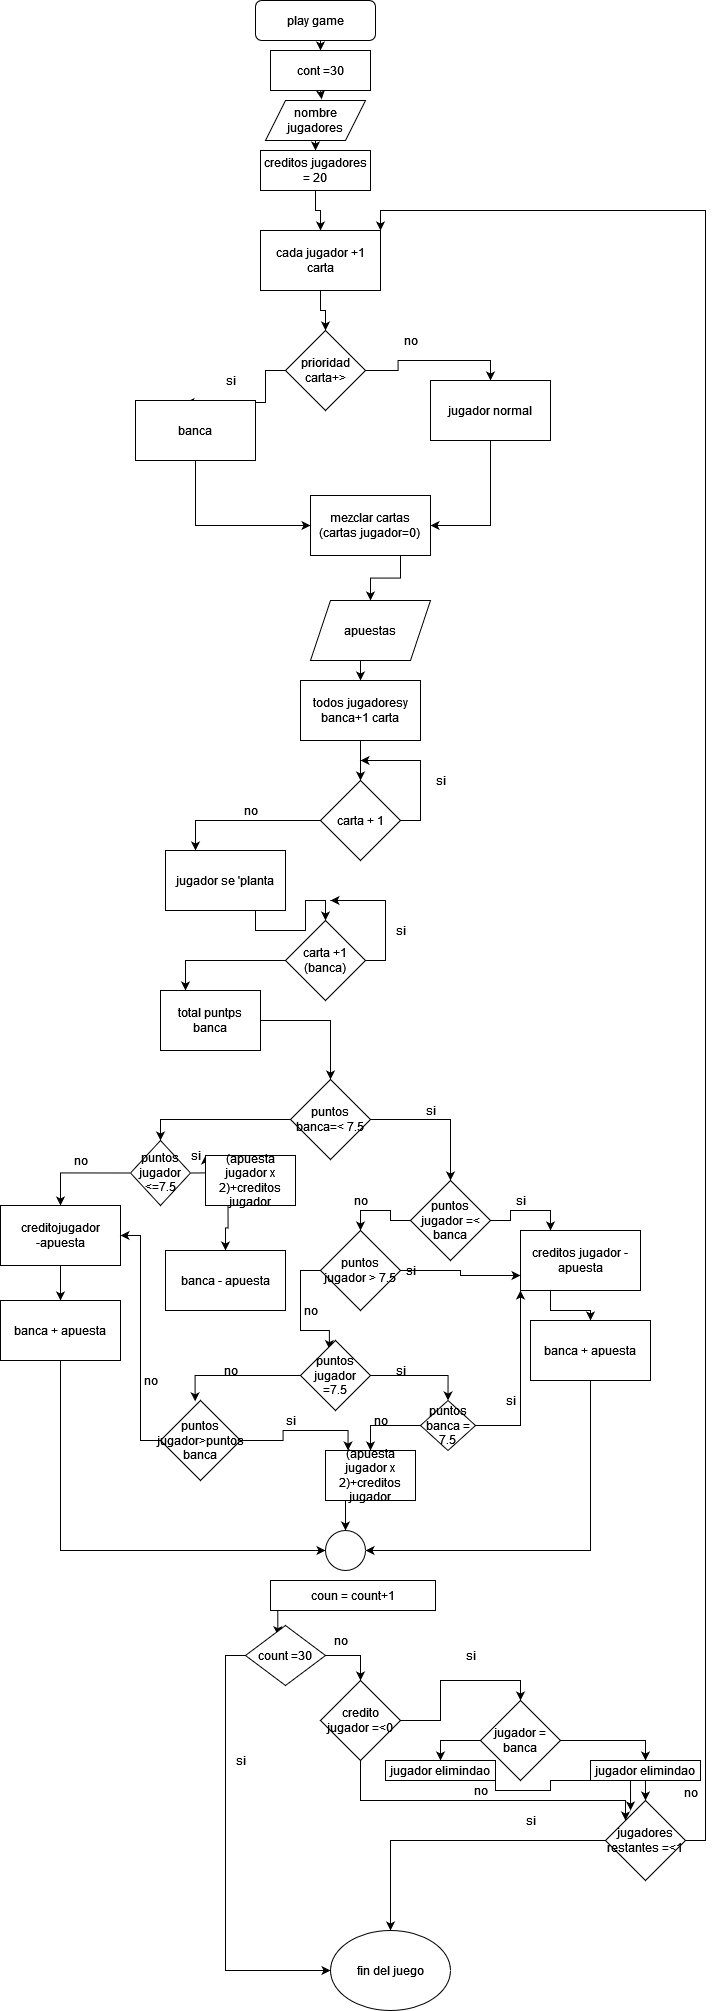 play game
cont =30
nombre
jugadores
creditos jugadores
= 20
cada jugador +1
carta
prioridad
carta+>
no
si
banca
jugador normal
mezclar cartas
(cartas jugador=0)
apuestas
todos jugadoresy
banca+1 carta
si
no
carta + 1
jugador se 'planta
si
carta +1
(banca)
total puntps
banca
puntos
banca=< 7.5
si
puntos
jugador
<=7.5
si
no
(apuesta
jugador x
2)+creditos
jugador
puntos
jugador =<
banca
no
si
creditojugador
-apuesta
creditos jugador -
apuesta
puntos
jugador > 7.5
si
banca - apuesta
no
banca + apuesta
banca + apuesta
puntos
jugador
=7.5
no
si
no
puntos
jugador>puntos
banca
si
no
puntos
banca =
7.5
si
(apuesta
jugador x
2)+creditos
jugador
coun = count+1
count =30
no
si
si
credito
jugador =<0
jugador =
banca
jugador elimindao
jugador elimindao
no
no
si
jugadores
restantes =<1
fin del juego